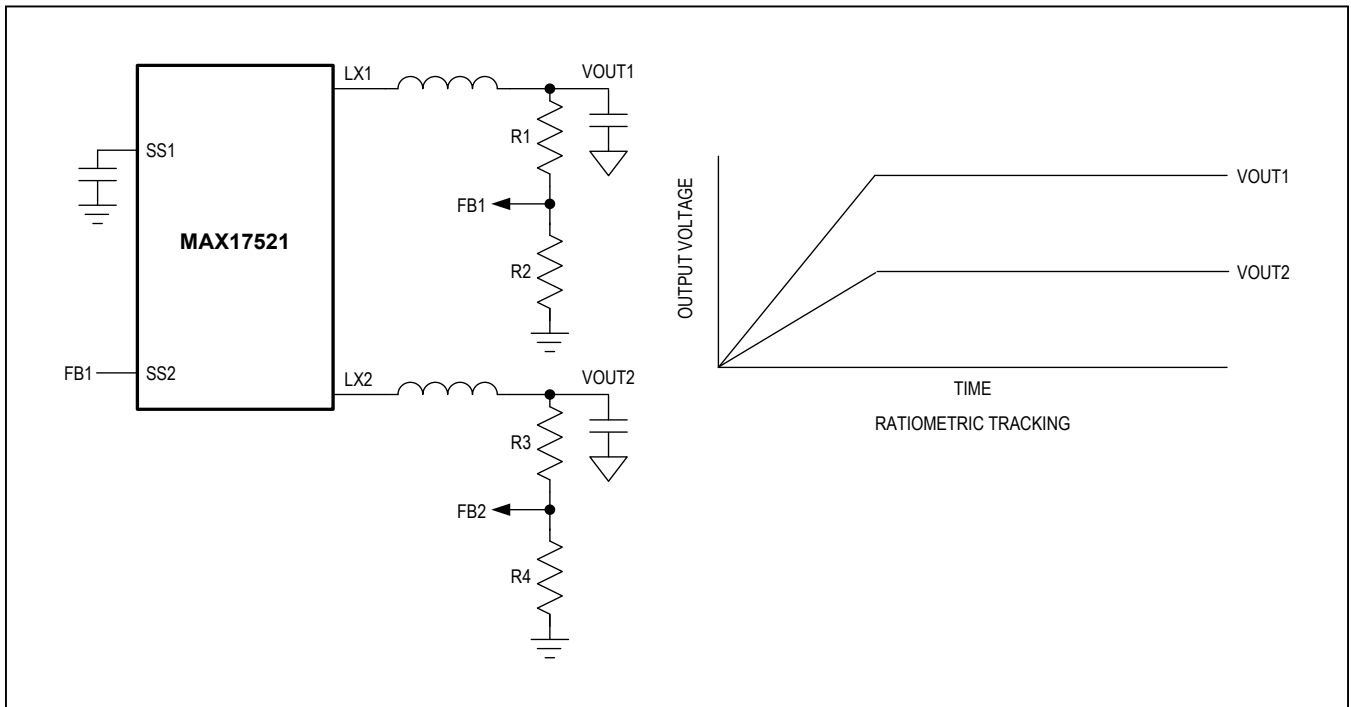 LX1
VOUT1
R1
SS1
FB1
MAX17521
R2
FB1
SS2
LX2
VOUT2
R3
FB2
R4
OUTPUT VOLTAGE
VOUT1
VOUT2
TIME
RATIOMETRIC TRACKING